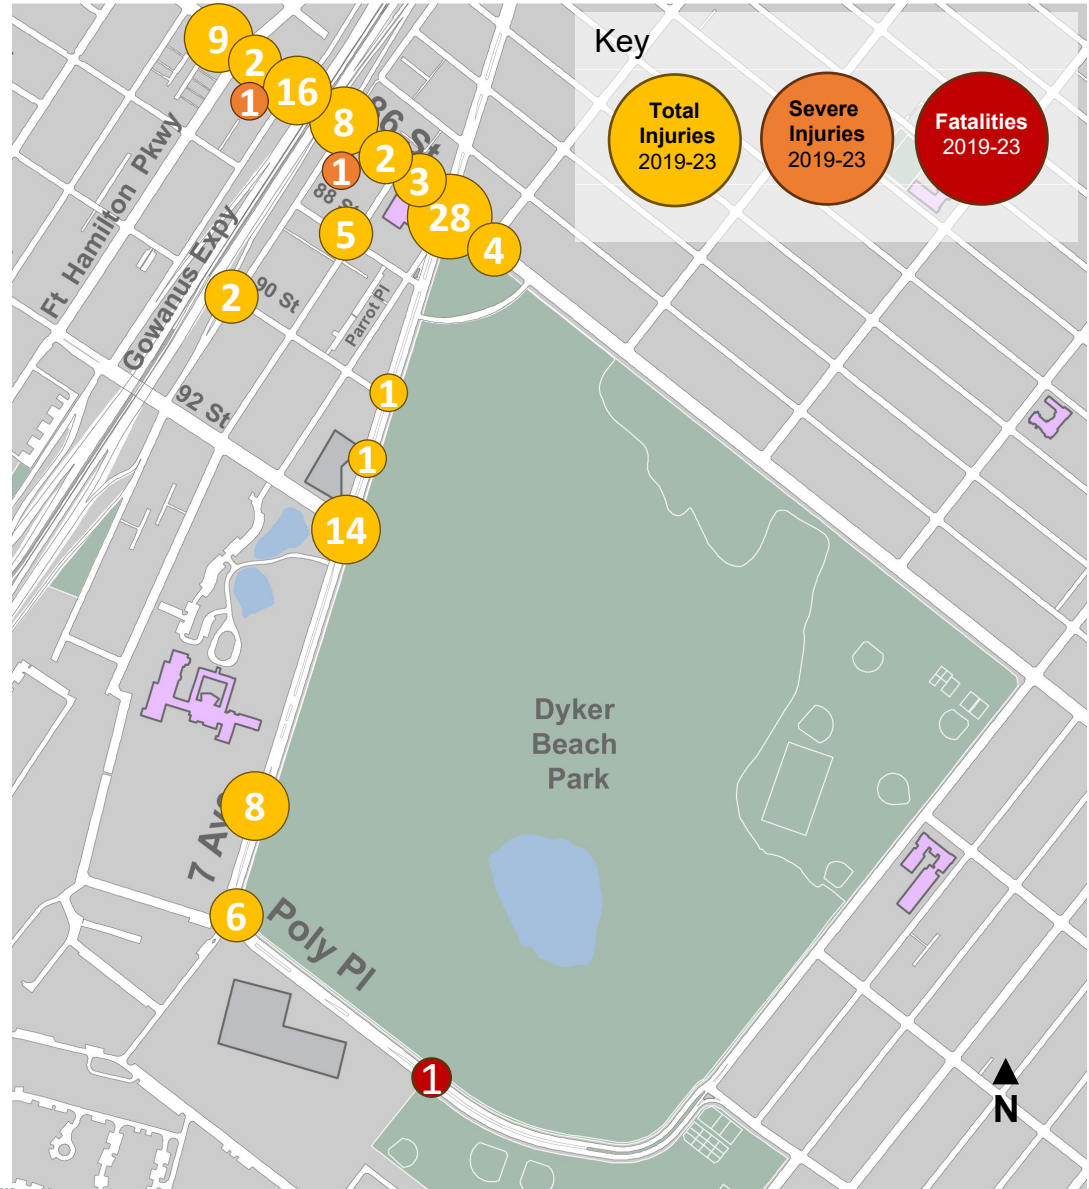 Key
Total
Injuries
2019-23
Severe
Injuries
2019-23
Fatalities
2019-23
9
2
16
1
8
86 St
2
1
3
88 St
28
5
4
Ft Hamilton Pkwy
Gowanus Expy
2
90 St
Parrot Pl
1
92 St
1
14
Dyker
Beach
Park
8
7 Ave
6
Poly Pl
1
N